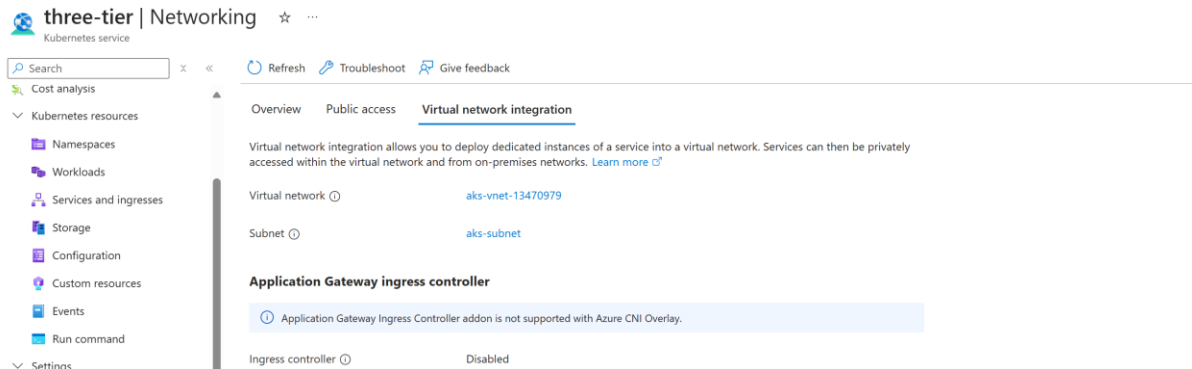 three-tier | Networking
Kubernetes service
Search
Refresh Troubleshoot Give feedback
Cost analysis
Kubernetes resources
Namespaces
Workloads
Services and ingresses
Storage
Configuration
Custom resources
Events
Run command
Settings
Overview Public access Virtual network integration
Virtual network integration allows you to deploy dedicated instances of a service into a virtual network. Services can then be privately
accessed within the virtual network and from on-premises networks. Learn more
Virtual network aks-vnet-13470979
Subnet aks-subnet
Application Gateway ingress controller
Application Gateway Ingress Controller addon is not supported with Azure CNI Overlay.
Ingress controller Disabled